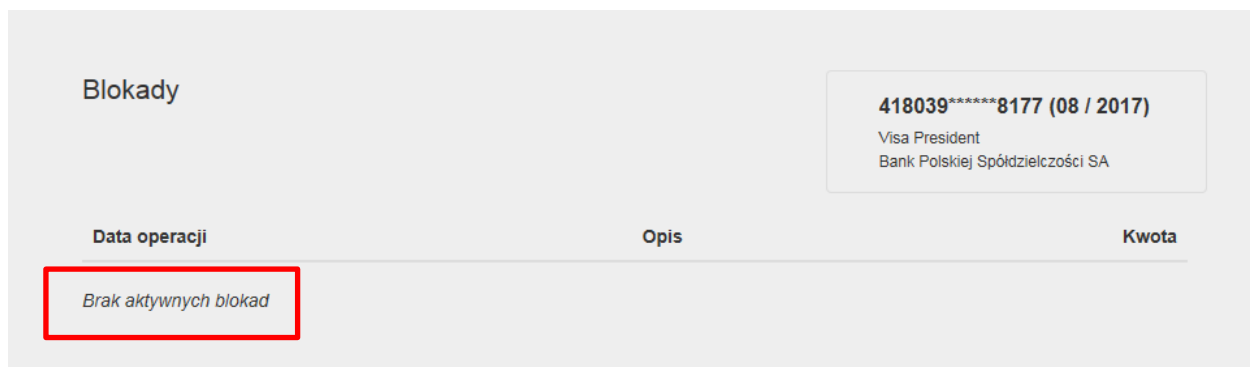 Blokady
418039******8177 (08 / 2017)
Visa President
Bank Polskiej Spółdzielczości SA
Data operacji Opis Kwota
Brak aktywnych blokad